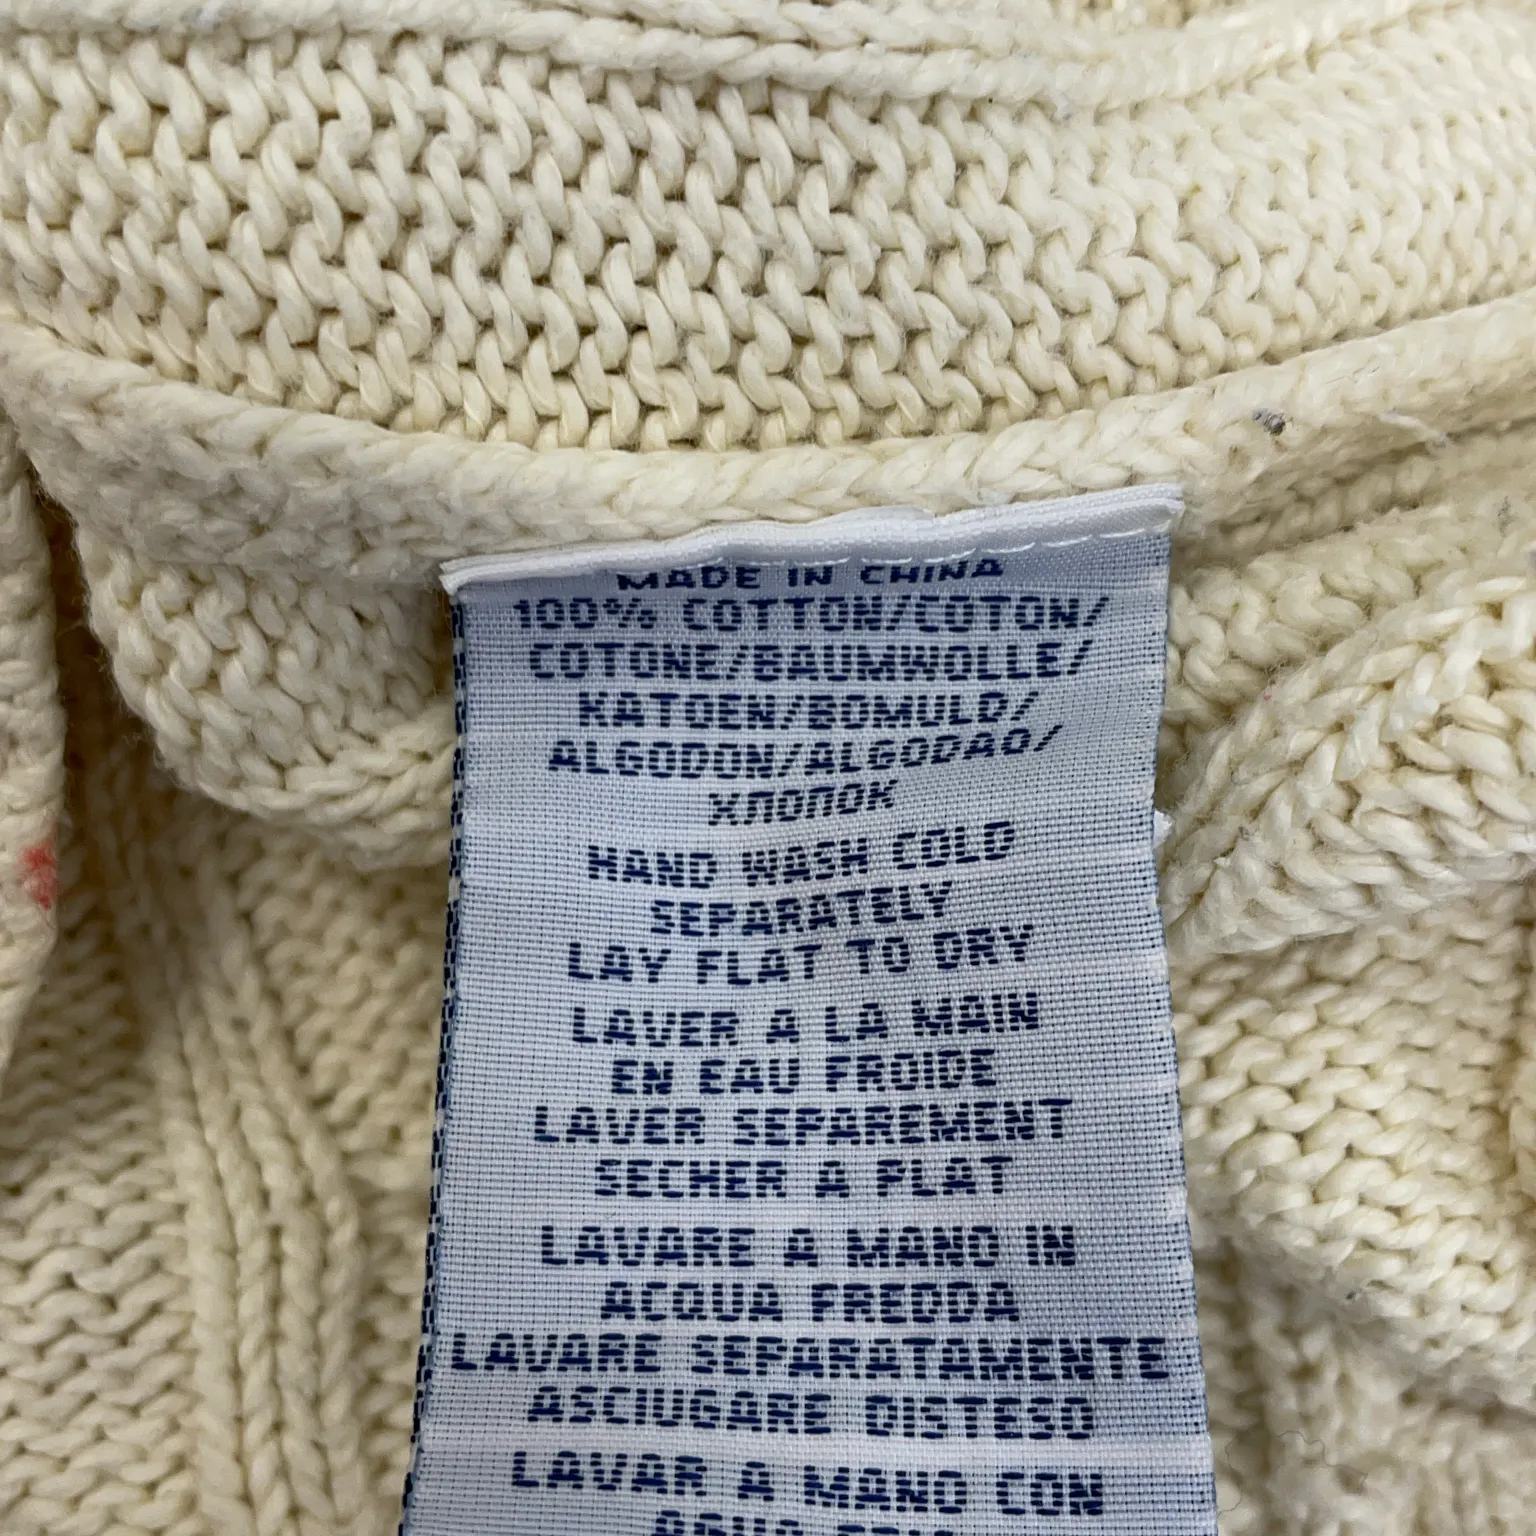 MADE IN CHINA
100% COTTON/COTON/
COTONE/BAUMWOLLE/
KATOEN/BOMULD/
ALGODON/ALGODAO/
ХЛОПОК
HAND WASH COLD
SEPARATELY
LAY FLAT TO DRY
LAVER A LA MAIN
EN EAU FROIDE
LAVER SEPAREMENT
SECHER A PLAT
LAVARE A MANO IN
ACQUA FREDDA
LAVARE SEPARATAMENTE
ASCIUGARE DISTESO
LAVAR A MANO CON